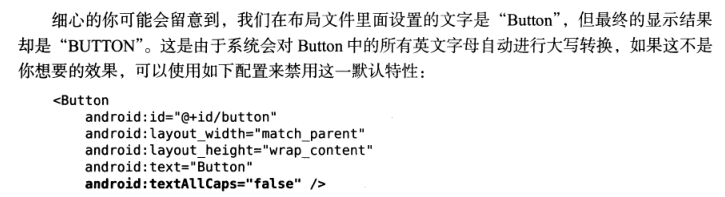 细心的你可能会留意到，我们在布局文件里面设置的文字是“Button”，但最终的显示结果
却是“BUTTON”。这是由于系统会对 Button 中的所有英文字母自动进行大写转换，如果这不是
你想要的效果，可以使用如下配置来禁用这一默认特性：
<Button
android:id="@+id/button"
android:layout_width="match_parent"
android:layout_height="wrap_content"
android:text="Button"
android:textAllCaps="false" />